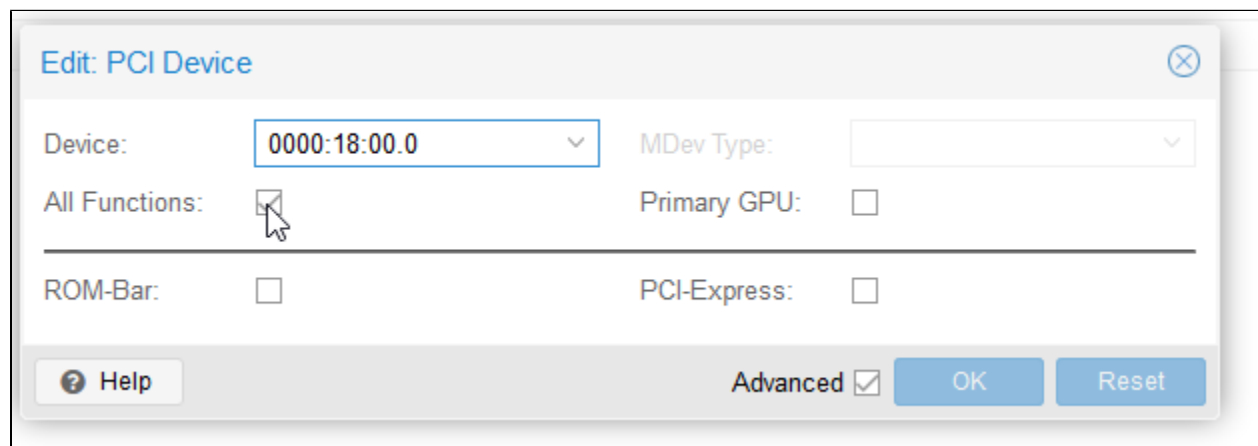 Edit: PCI Device
Device: 0000:18:00.0 MDev Type:
All Functions: Primary GPU:
ROM-Bar: PCI-Express:
Help Advanced OK Reset